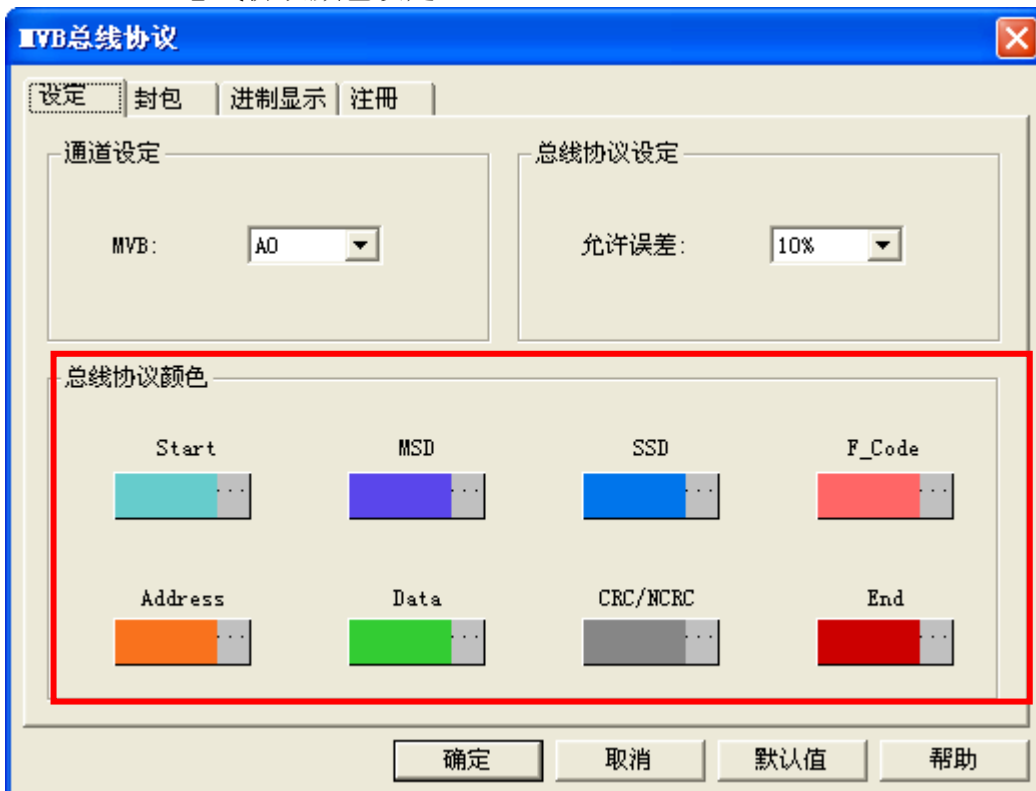 MVB总线协议
设定 封包 进制显示 注冊
通道设定
总线协议设定
MVB: A0
允许误差: 10%
总线协议颜色
Start MSD SSD F_Code
... ... ... ...
Address Data CRC/NCRC End
... ... ... ...
确定 取消 默认值 帮助